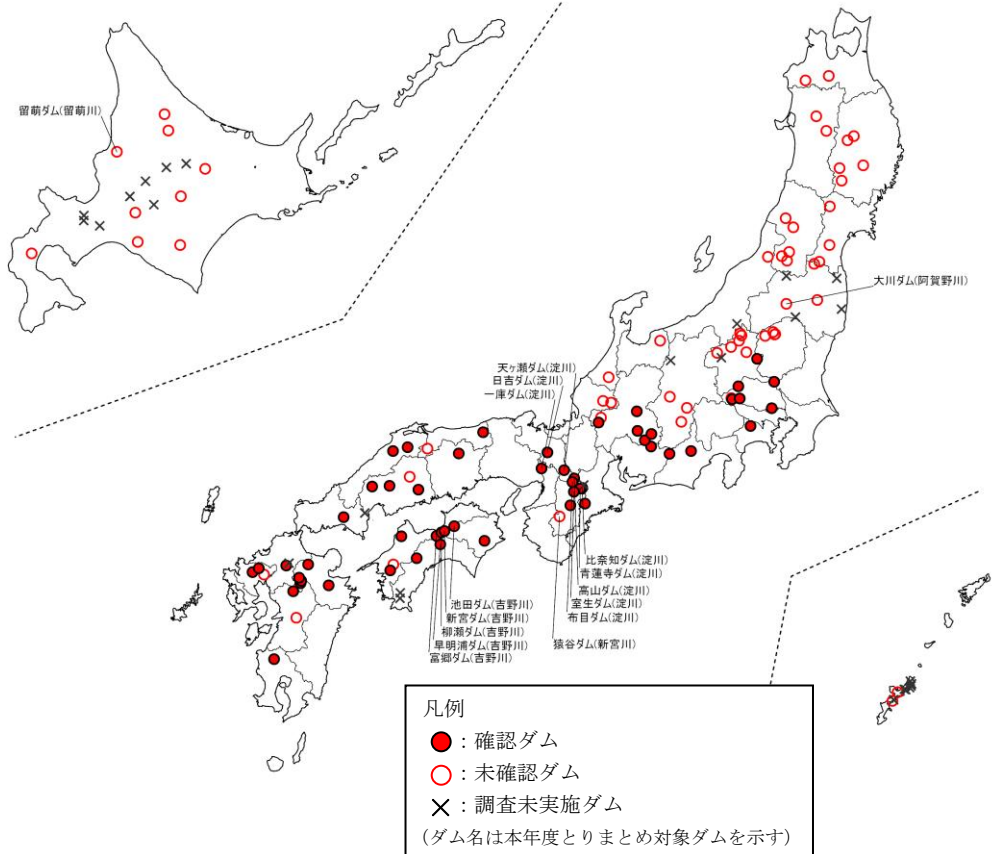 留萌ダム(留萌川)
大川ダム(阿賀野川)
天ヶ瀬ダム(淀川)
日吉ダム(淀川)
一庫ダム(淀川)
比奈知ダム(淀川)
青蓮寺ダム(淀川)
高山ダム(淀川)
室生ダム(淀川)
布目ダム(淀川)
猿谷ダム(新宮川)
池田ダム(吉野川)
新宮ダム(吉野川)
柳瀬ダム(吉野川)
早明浦ダム(吉野川)
富郷ダム(吉野川)
凡例
：確認ダム
：未確認ダム
：調査未実施ダム
(ダム名は本年度とりまとめ対象ダムを示す)